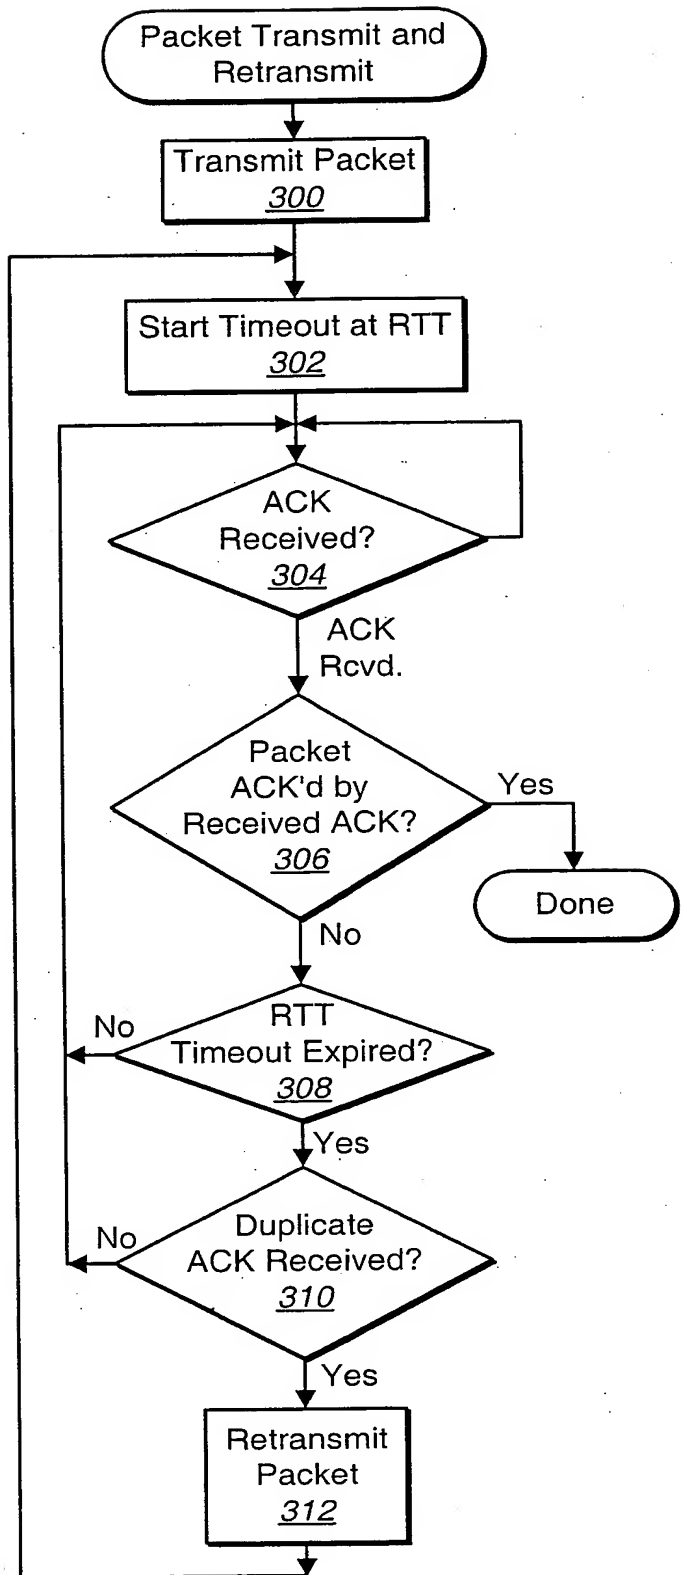 Packet Transmit and
Retransmit
Transmit Packet
300
Start Timeout at RTT
302
ACK
Received?
304
ACK
Rcvd.
Packet
ACK'd by
Received ACK?
306
Yes
Done
No
RTT
Timeout Expired?
308
No
Yes
Duplicate
ACK Received?
310
No
Yes
Retransmit
Packet
312